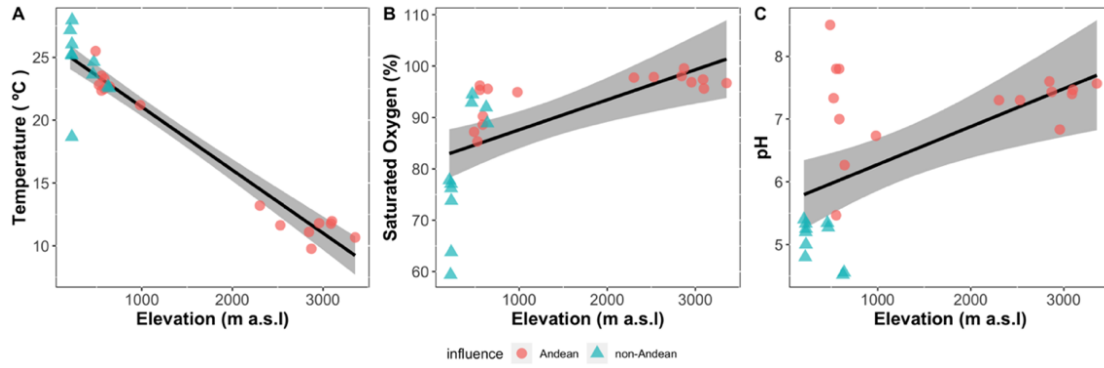 A
Temperature ( ºC)
25
20
15
10
1000
2000
3000
Elevation (m a.s.l)
B
Saturated Oxygen (%)
110
100
90
80
70
60
1000
2000
3000
Elevation (m a.s.l)
C
pH
8
7
6
5
1000
2000
3000
Elevation (m a.s.l)
influence
Andean
non-Andean